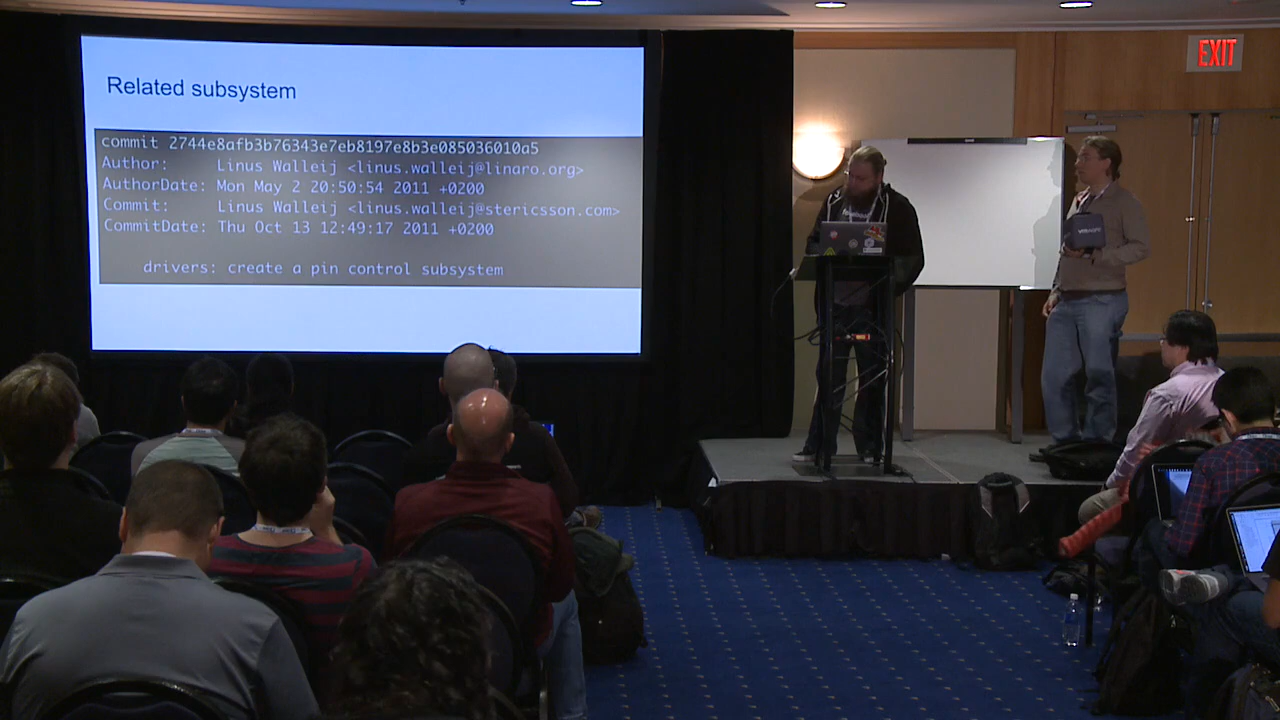 Related subsystem
commit 2744e8afb3b76343e7eb8197e8b3e085036010a5
Author: Linus Walleij <linus.walleij@linaro.org>
AuthorDate: Mon May 2 20:50:54 2011 +0200
Commit: Linus Walleij <linus.walleij@stericsson.com>
CommitDate: Thu Oct 13 12:49:17 2011 +0200
drivers: create a pin control subsystem
EXIT
vmware